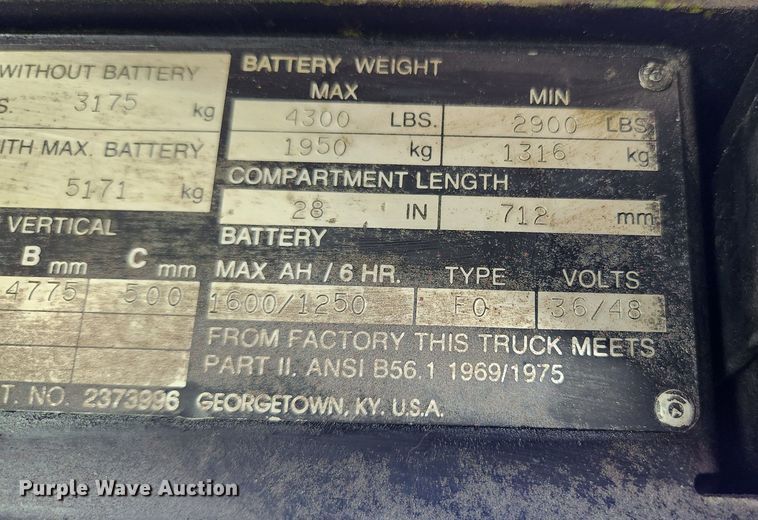 WITHOUT BATTERY
S. 3175 kg
ITH MAX. BATTERY
5171 kg
VERTICAL
B mm C mm
4775 500
BATTERY WEIGHT
MAX MIN
4300 LBS. 2900 LBS.
1950 kg 1316 kg
COMPARTMENT LENGTH
28 IN 712 mm
BATTERY
MAX AH / 6 HR. TYPE VOLTS
1600/1250 EO 36/48
FROM FACTORY THIS TRUCK MEETS
PART II, ANSI B56.1 1969/1975
T. NO. 2373996 GEORGETOWN, KY. U.S.A.
Purple Wave Auction